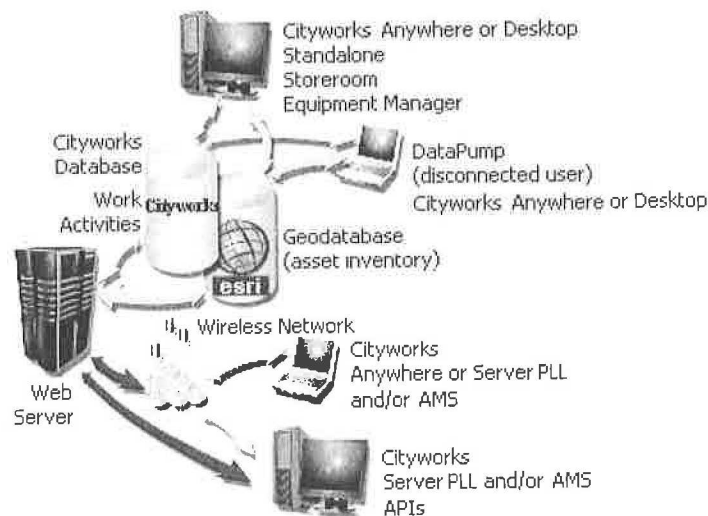 Cityworks Anywhere or Desktop
Standalone
Storeroom
Equipment Manager
Cityworks
Database
Work
Activities
Cityworks
DataPump
(disconnected user)
Cityworks Anywhere or Desktop
Geodatabase
(asset inventory)
esri
Wireless Network
Web
Server
Cityworks
Anywhere or Server PLL
and/or AMS
Cityworks
Server PLL and/or AMS
APIs